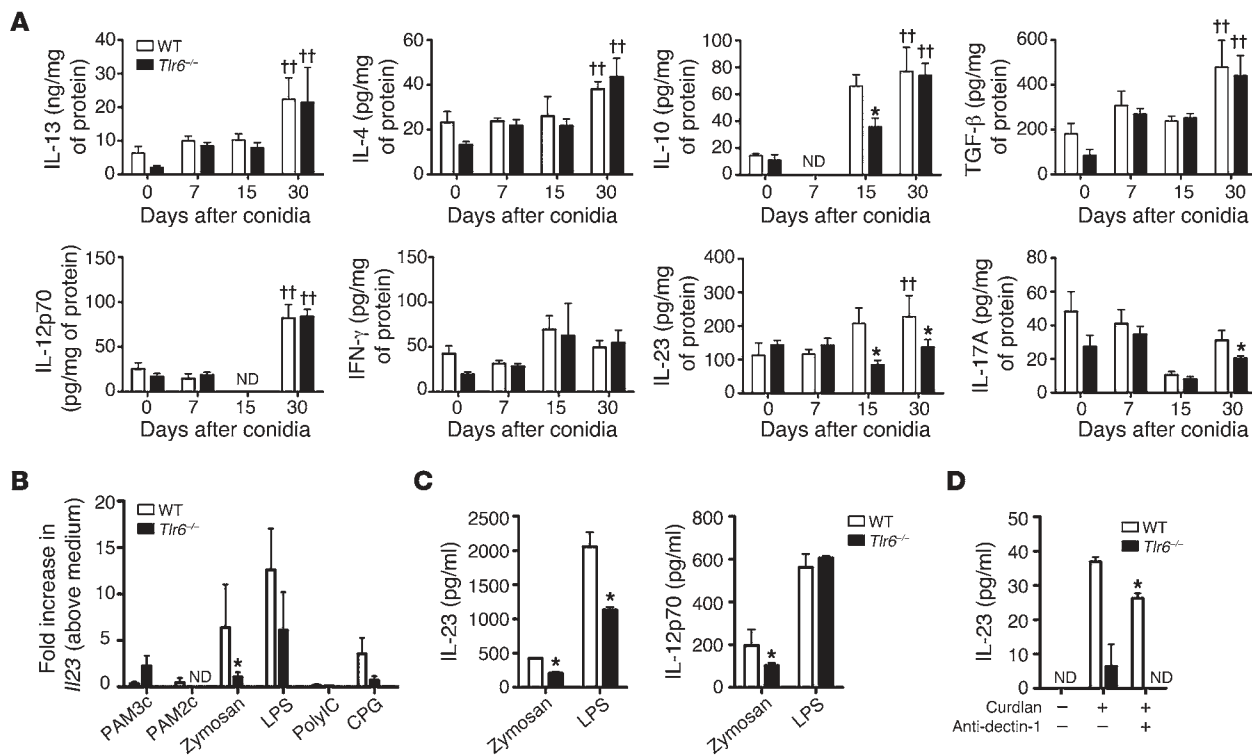 A
IL-13 (ng/mg of protein)
40
30
20
10
0
WT
Tlr6–/–
††
††
0 7 15 30
Days after conidia
IL-4 (pg/mg of protein)
60
40
20
0
††
††
0 7 15 30
Days after conidia
IL-10 (pg/mg of protein)
100
80
60
40
20
0
ND
*
††
††
0 7 15 30
Days after conidia
TGF-β (pg/mg of protein)
600
400
200
0
††
††
0 7 15 30
Days after conidia
IL-12p70 (pg/mg of protein)
150
100
50
0
ND
††
††
0 7 15 30
Days after conidia
IFN-γ (pg/mg of protein)
150
100
50
0
0 7 15 30
Days after conidia
IL-23 (pg/mg of protein)
400
300
200
100
0
*
††
*
0 7 15 30
Days after conidia
IL-17A (pg/mg of protein)
80
60
40
20
0
*
0 7 15 30
Days after conidia
B
Fold increase in Il23 (above medium)
20
15
10
5
0
WT
Tlr6–/–
ND
*
PAM3c PAM2c Zymosan LPS PolyIC CPG
C
IL-23 (pg/ml)
2500
2000
1500
1000
500
0
*
*
Zymosan LPS
IL-12p70 (pg/ml)
800
600
400
200
0
WT
Tlr6–/–
*
Zymosan LPS
D
IL-23 (pg/ml)
50
40
30
20
10
0
WT
Tlr6–/–
ND
*
ND
Curdlan – + +
Anti-dectin-1 – – +